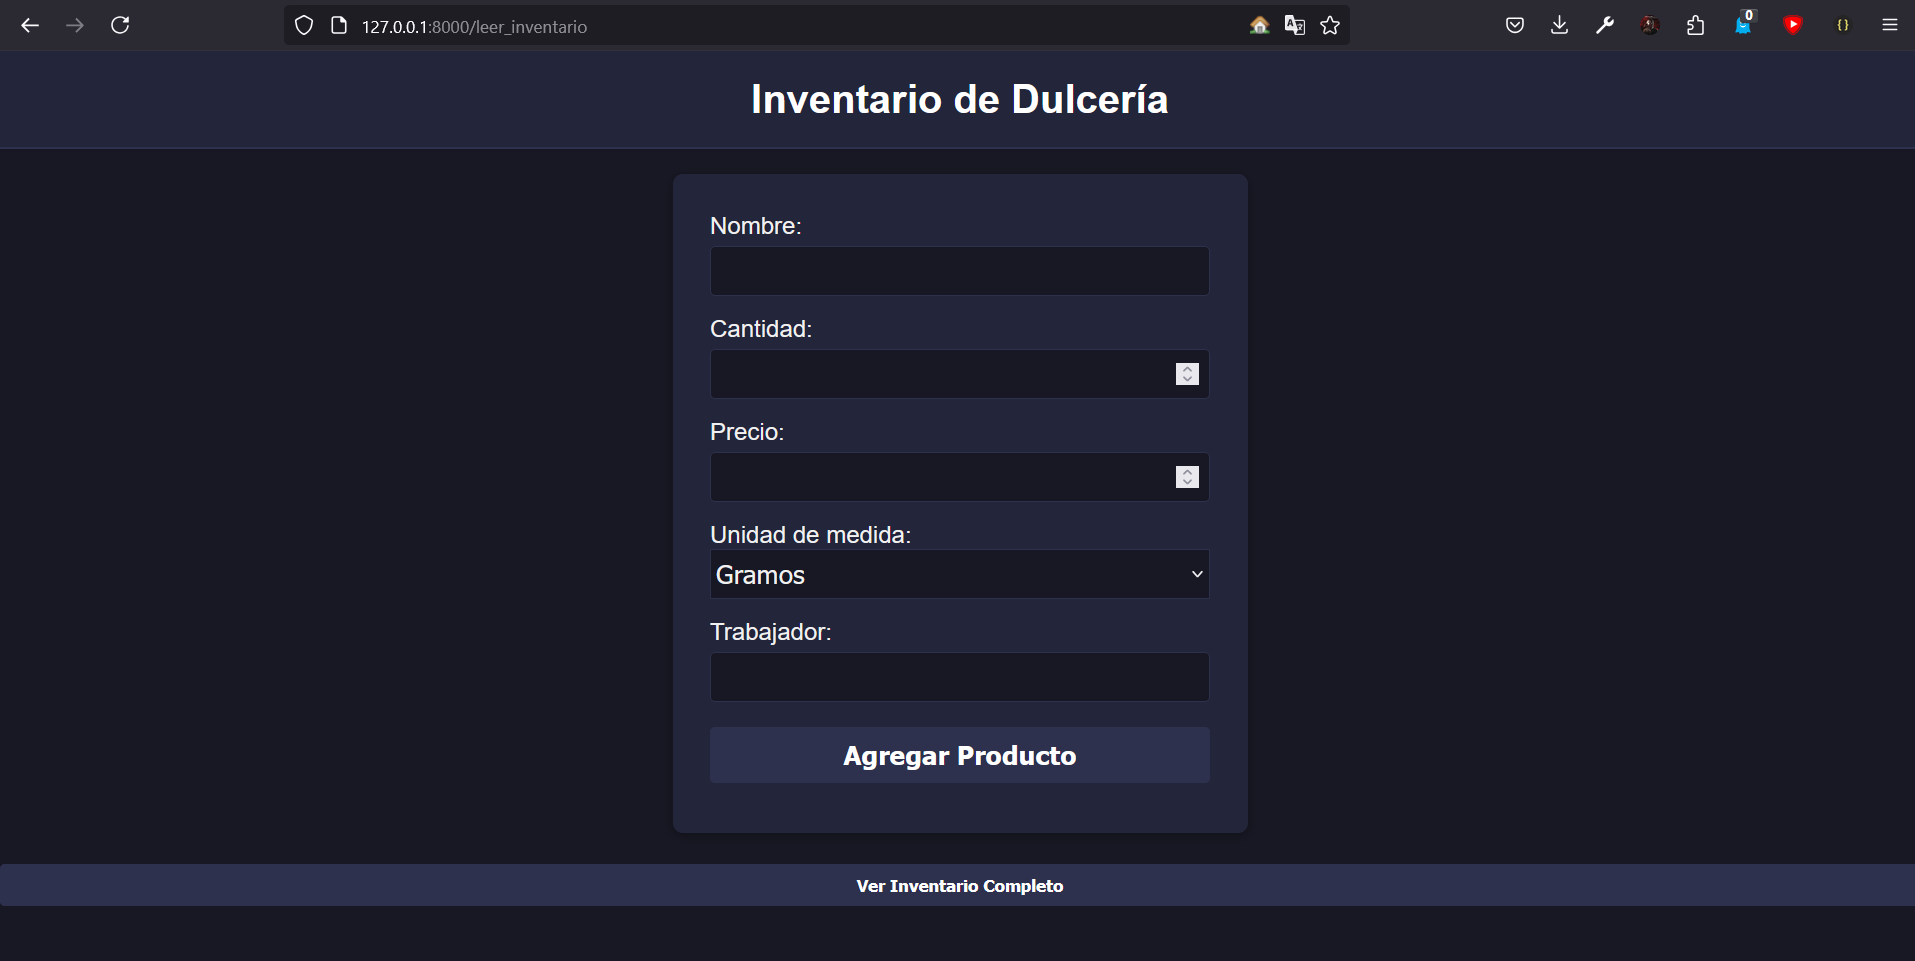 127.0.0.1:8000/leer_inventario
0
Inventario de Dulcería
Nombre:
Cantidad:
Precio:
Unidad de medida:
Gramos
Trabajador:
Agregar Producto
Ver Inventario Completo